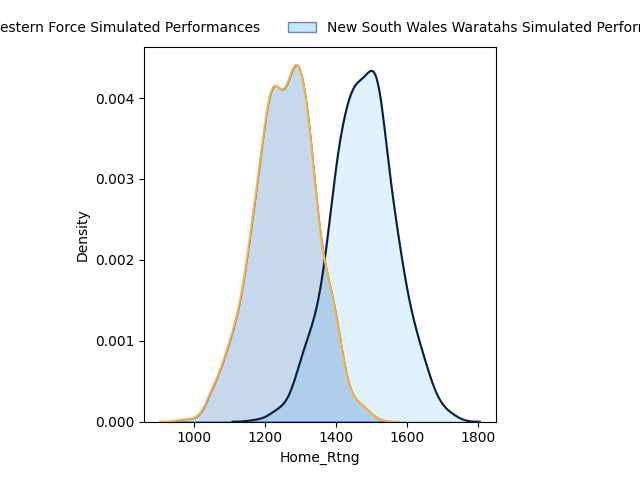 estern Force Simulated Performances New South Wales Waratahs Simulated Perfor
0.004
0.003
0.002
0.001
0.000
Density
1000 1200 1400 1600 1800
Home_Rtng